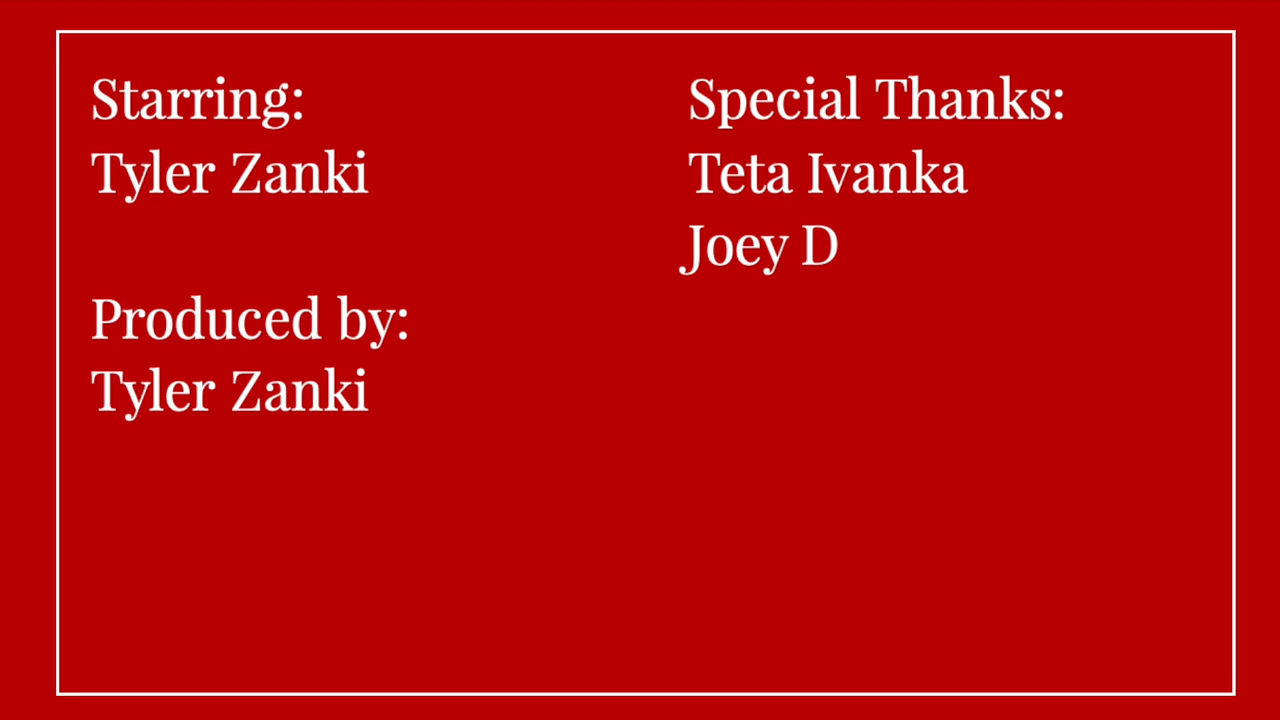 Starring:
Tyler Zanki
Produced by:
Tyler Zanki
Special Thanks:
Teta Ivanka
Joey D